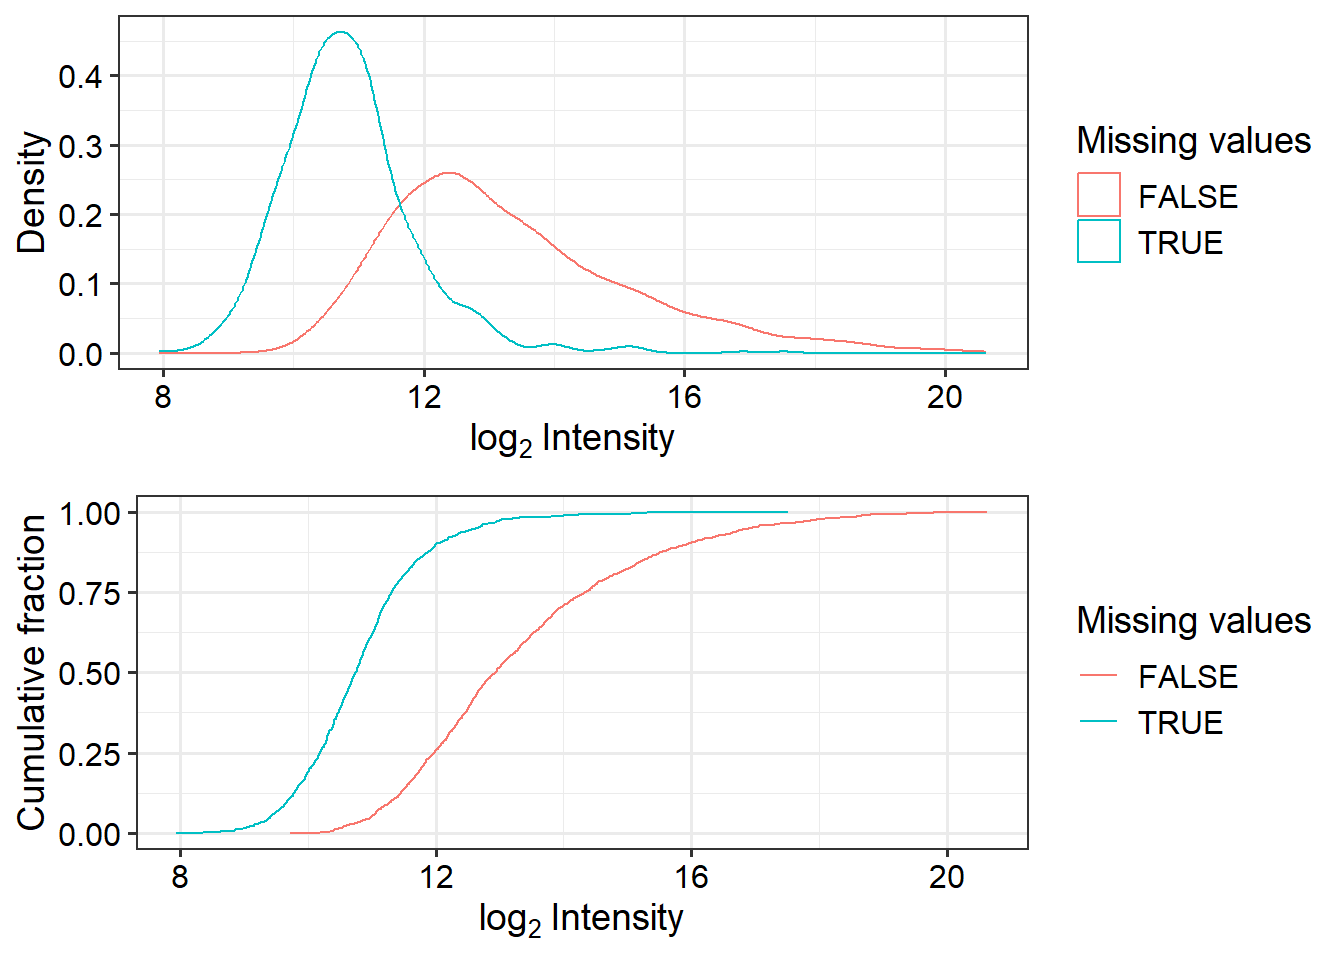 Density
0.4
0.3
0.2
0.1
0.0
8 12 16 20
log2 Intensity
Missing values
FALSE
TRUE
Cumulative fraction
1.00
0.75
0.50
0.25
0.00
8 12 16 20
log2 Intensity
Missing values
FALSE
TRUE